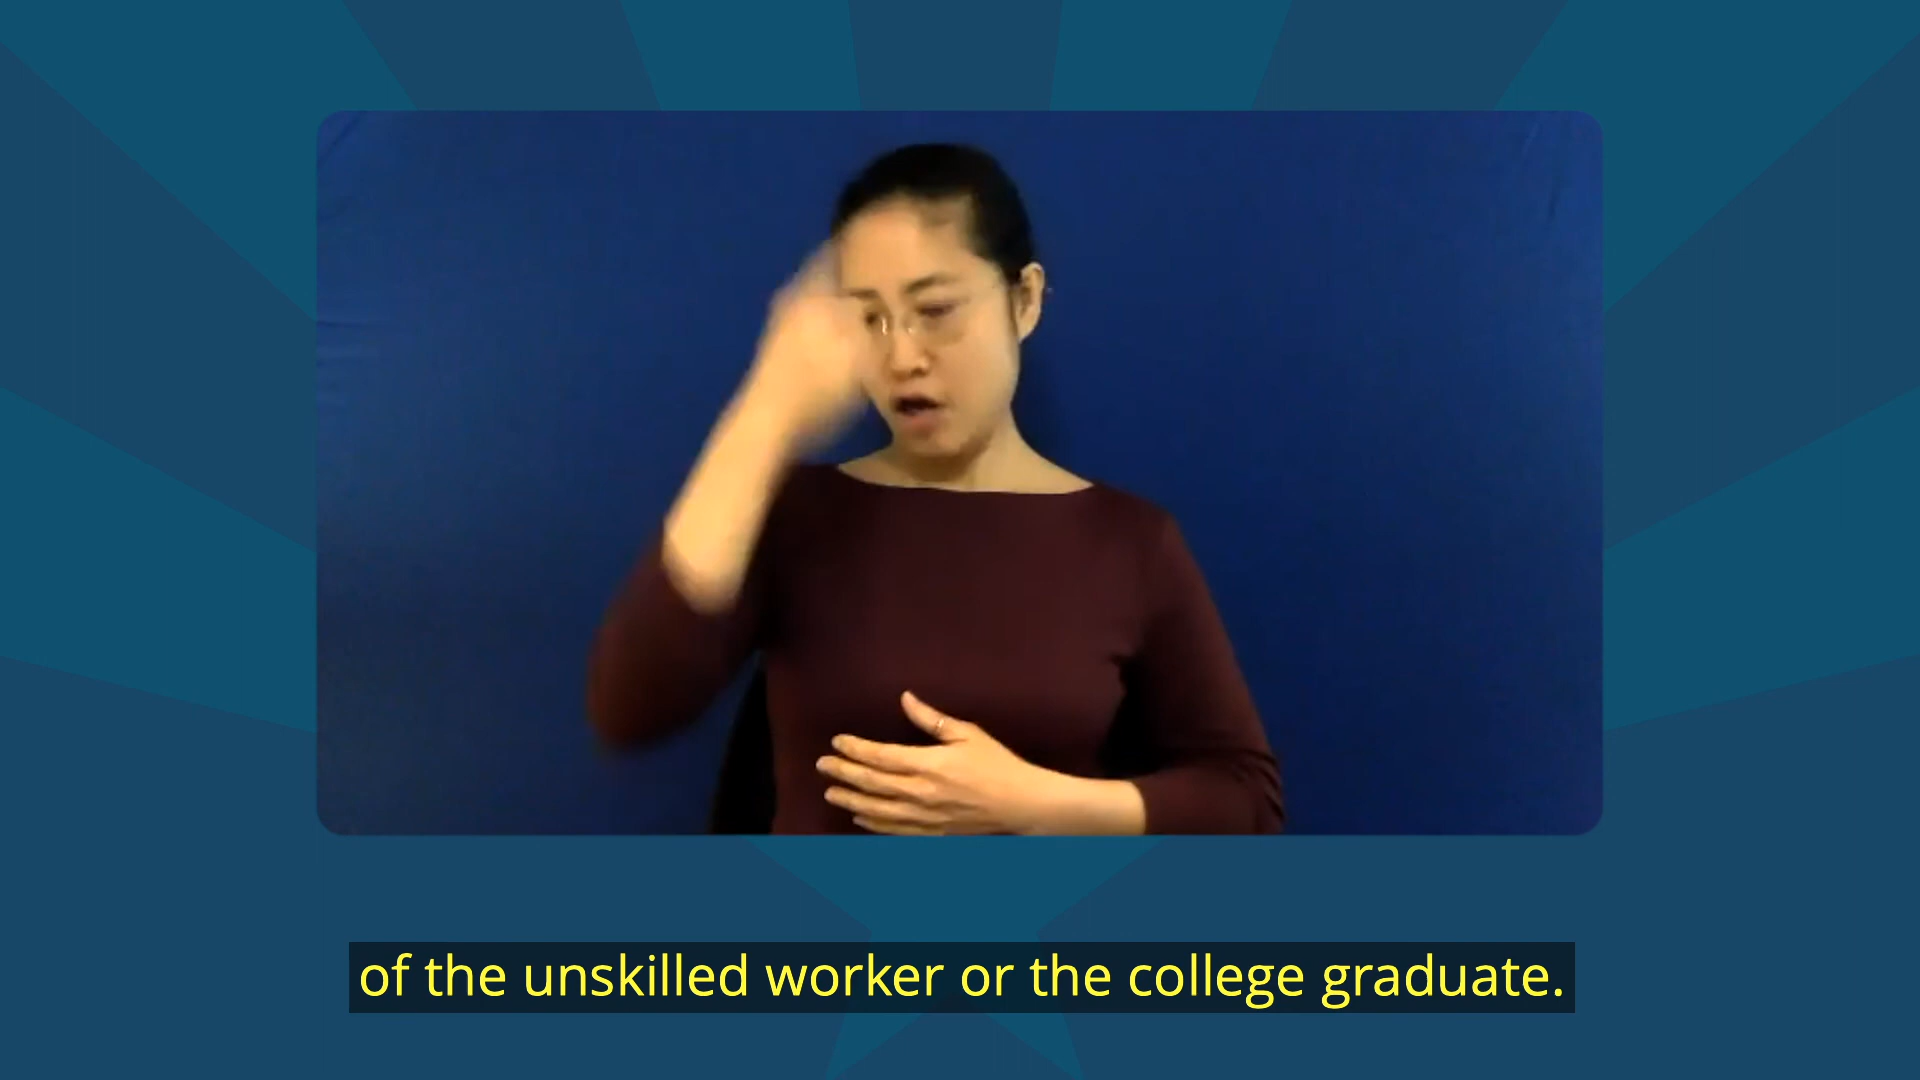 of the unskilled worker or the college graduate.